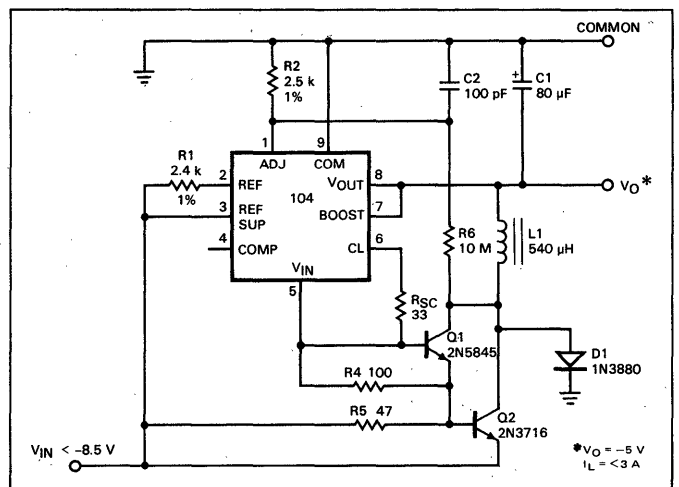 COMMON
R2
2.5 k
1%
C2
100 pF
+
C1
80 µF
1
9
ADJ
COM
R1
2.4 k
1%
2
REF
VOUT
8
VO*
104
3
REF
SUP
BOOST
7
4
COMP
CL
6
R6
10 M
L1
540 µH
VIN
5
RSC
33
Q1
2N5845
D1
1N3880
R4 100
R5 47
Q2
2N3716
VIN < -8.5 V
*VO = -5 V
IL = <3 A